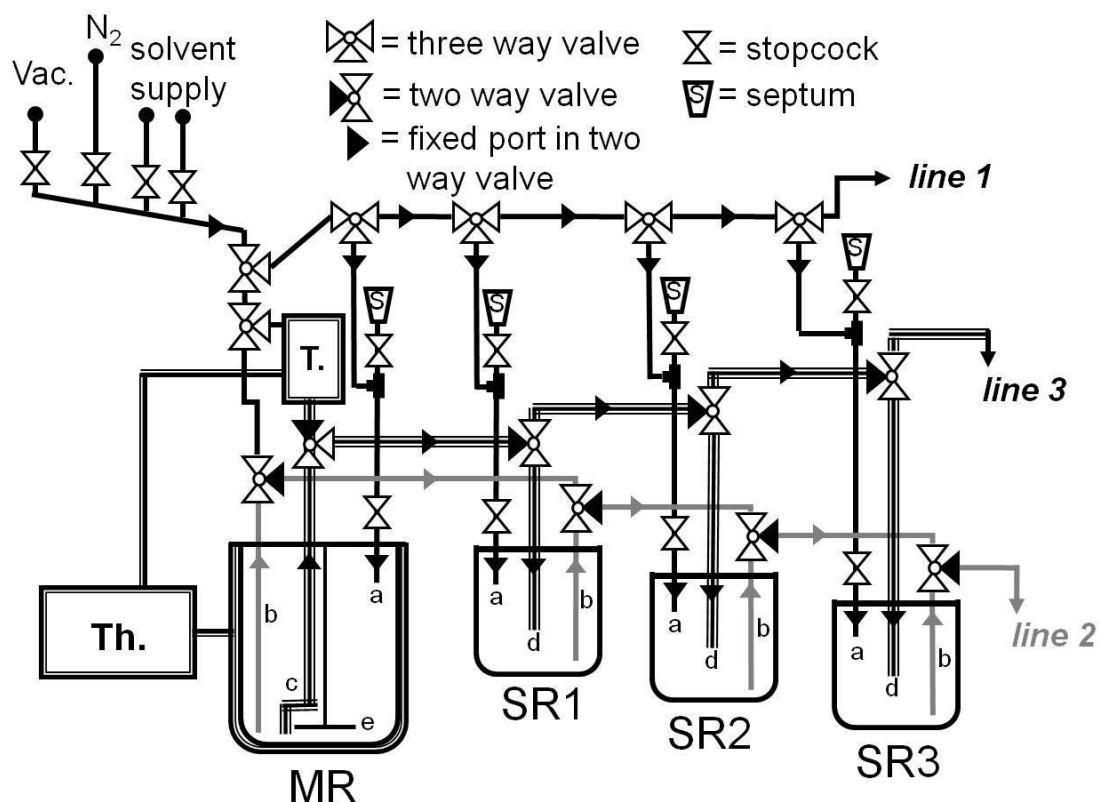 N2
solvent
supply
Vac.
= three way valve
= two way valve
= fixed port in two
way valve
= stopcock
S = septum
line 1
S
S
S
S
T.
line 3
Th.
b
c
e
a
a
d
b
a
d
b
a
d
b
line 2
MR
SR1
SR2
SR3